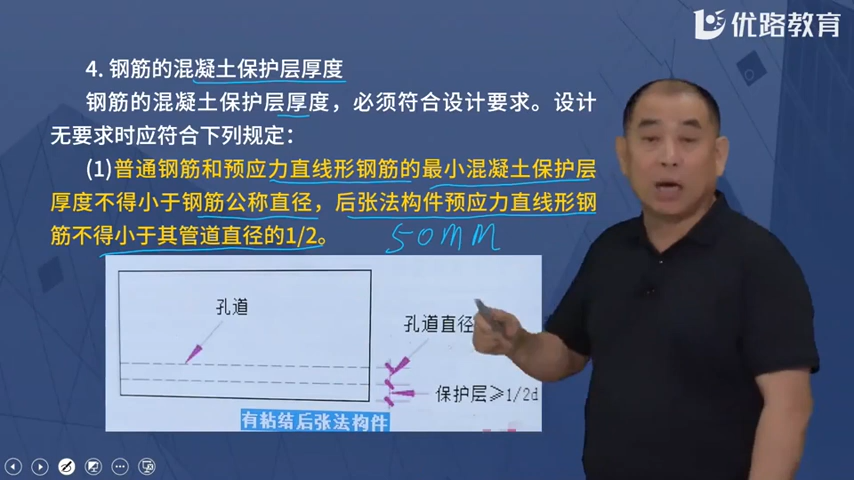 优路教育
4. 钢筋的混凝土保护层厚度
钢筋的混凝土保护层厚度，必须符合设计要求。设计
无要求时应符合下列规定：
(1)普通钢筋和预应力直线形钢筋的最小混凝土保护层
厚度不得小于钢筋公称直径，后张法构件预应力直线形钢
筋不得小于其管道直径的1/2。
50mm
孔道
孔道直径
保护层≥1/2d
有粘结后张法构件